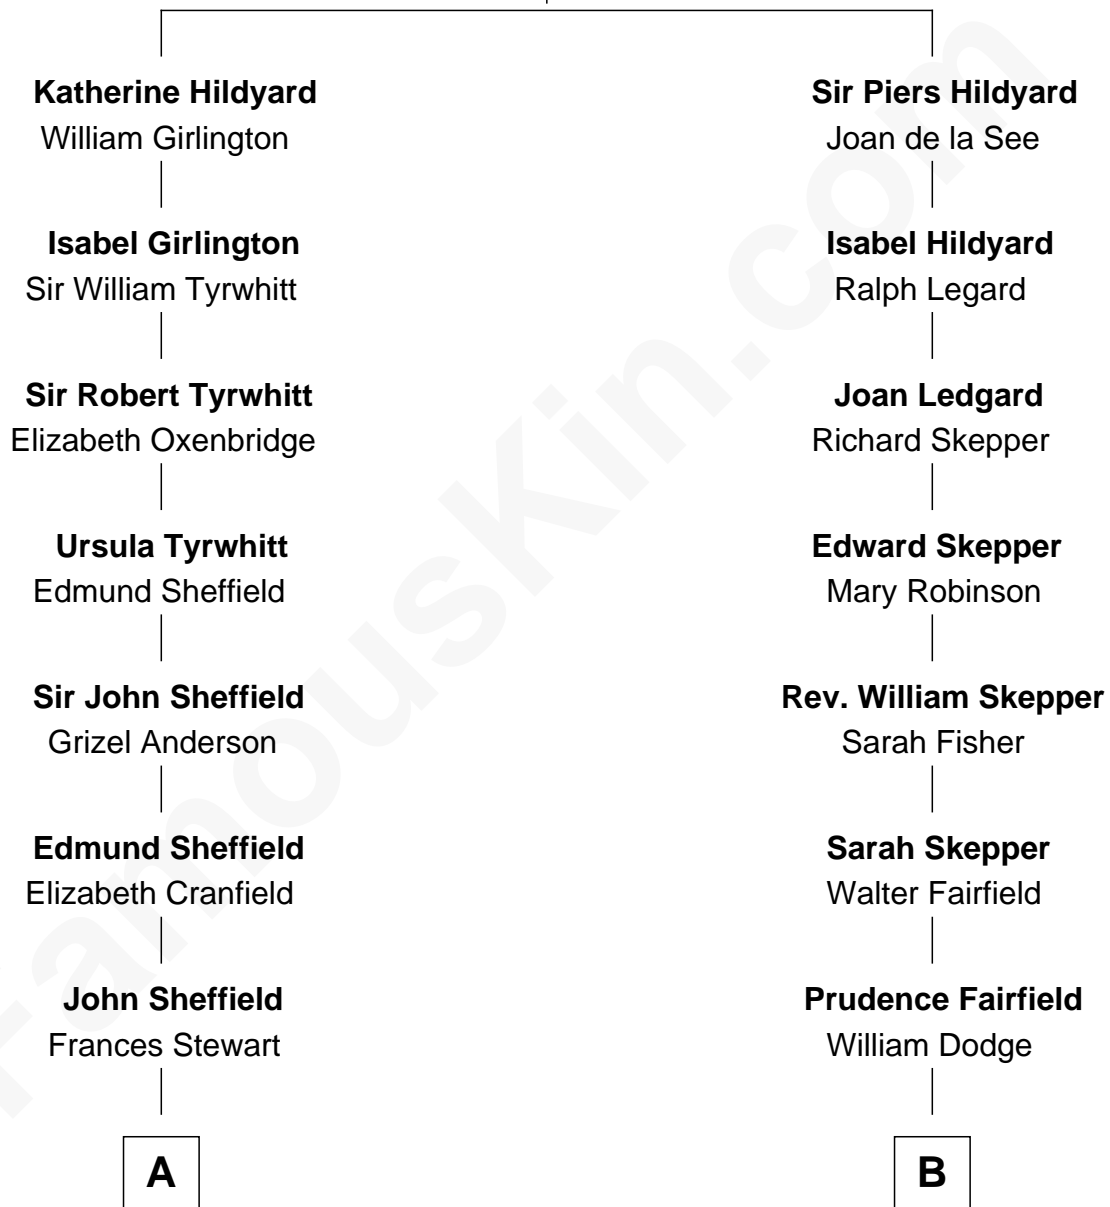 Katherine Hildyard
William Girlington
Isabel Girlington
Sir William Tyrwhitt
Sir Robert Tyrwhitt
Elizabeth Oxenbridge
Ursula Tyrwhitt
Edmund Sheffield
Sir John Sheffield
Grizel Anderson
Edmund Sheffield
Elizabeth Cranfield
John Sheffield
Frances Stewart
A
Sir Piers Hildyard
Joan de la See
Isabel Hildyard
Ralph Legard
Joan Ledgard
Richard Skepper
Edward Skepper
Mary Robinson
Rev. William Skepper
Sarah Fisher
Sarah Skepper
Walter Fairfield
Prudence Fairfield
William Dodge
B
FamousKin.com